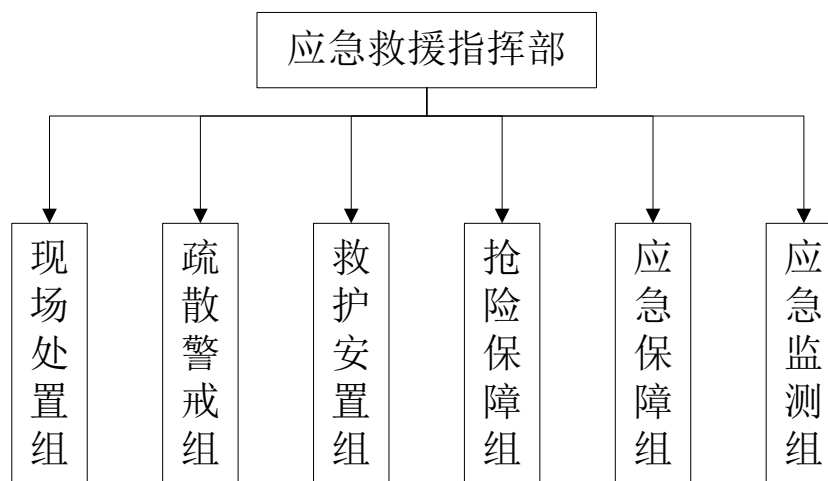 应急救援指挥部
现场处置组
疏散警戒组
救护安置组
抢险保障组
应急保障组
应急监测组